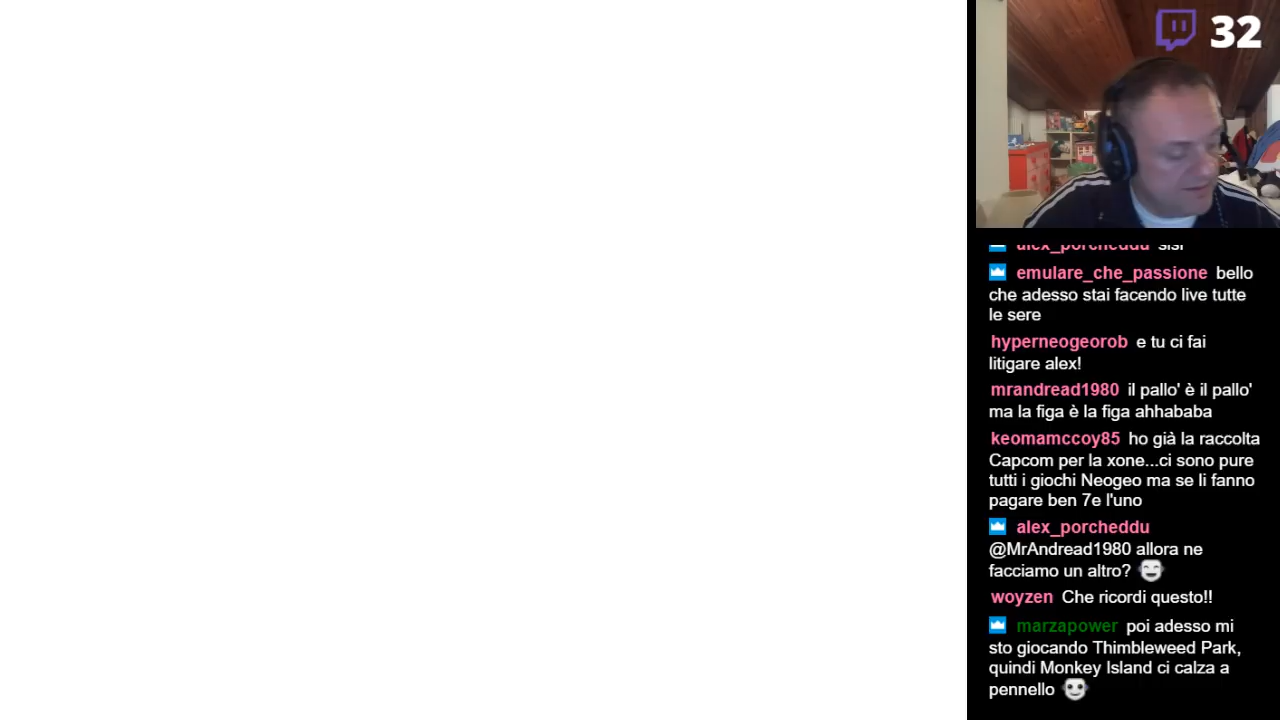 32
alex_porcheddu sisi
emulare_che_passione bello
che adesso stai facendo live tutte
le sere
hyperneogeorob e tu ci fai
litigare alex!
mrandread1980 il pallo' è il pallo'
ma la figa è la figa ahhababa
keomamccoy85 ho già la raccolta
Capcom per la xone...ci sono pure
tutti i giochi Neogeo ma se li fanno
pagare ben 7e l'uno
alex_porcheddu
@MrAndread1980 allora ne
facciamo un altro?
woyzen Che ricordi questo!!
marzapower poi adesso mi
sto giocando Thimbleweed Park,
quindi Monkey Island ci calza a
pennello